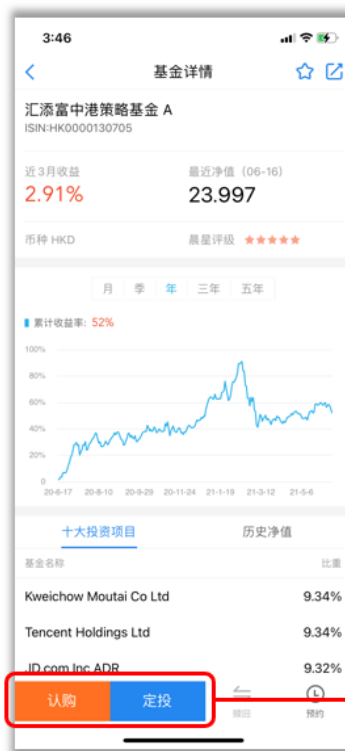 3:46
基金详情
汇添富中港策略基金 A
ISIN:HK0000130705
近3月收益 最近净值 (06-16)
2.91% 23.997
币种 HKD 晨星评级 ★★★★★
月 季 年 三年 五年
累计收益率: 52%
100%
80%
60%
40%
20%
0
20-6-17 20-8-10 20-9-29 20-11-24 21-1-19 21-3-12 21-5-6
十大投资项目 历史净值
基金名称 比重
Kweichow Moutai Co Ltd 9.34%
Tencent Holdings Ltd 9.34%
JD.com Inc ADR 9.32%
认购 定投 赎回 预约